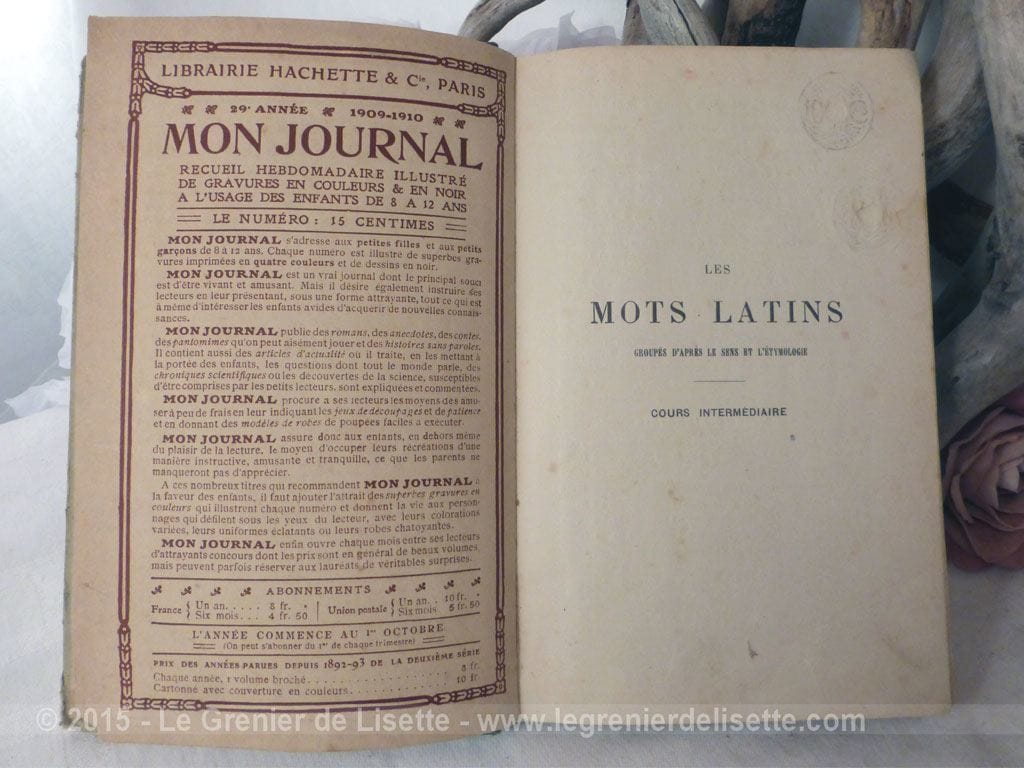 LIBRAIRIE HACHETTE & Cie, PARIS
29e ANNÉE 1909-1910
MON JOURNAL
RECUEIL HEBDOMADAIRE ILLUSTRÉ
DE GRAVURES EN COULEURS & EN NOIR
A L'USAGE DES ENFANTS DE 8 A 12 ANS
LE NUMÉRO : 15 CENTIMES
MON JOURNAL s'adresse aux petites filles et aux petits
garçons de 8 à 12 ans. Chaque numéro est illustré de superbes gra-
vures imprimées en quatre couleurs et de dessins en noir.
MON JOURNAL est un vrai journal dont le principal souci
est d'être vivant et amusant. Mais il désire également instruire ses
lecteurs en leur présentant, sous une forme attrayante, tout ce qui est
à même d'intéresser les enfants avides d'acquérir de nouvelles connais-
sances.
MON JOURNAL publie des romans, des anecdotes, des contes,
des pantomimes qu'on peut aisément jouer et des histoires sans paroles.
Il contient aussi des articles d'actualité où il traite, en les mettant à
la portée des enfants, les questions dont tout le monde parle, des
chroniques scientifiques ou les découvertes de la science, susceptibles
d'être comprises par les petits lecteurs, sont expliquées et commentées.
MON JOURNAL procure a ses lecteurs les moyens des amu-
ser à peu de frais en leur indiquant les jeux de découpages et de patience
et en donnant des modèles de robes de poupées faciles a exécuter.
MON JOURNAL assure donc aux enfants, en dehors même
du plaisir de la lecture, le moyen d'occuper leurs récréations d'une
manière instructive, amusante et tranquille, ce que les parents ne
manqueront pas d'apprécier.
A ces nombreux titres qui recommandent MON JOURNAL à
la faveur des enfants, il faut ajouter l'attrait des superbes gravures en
couleurs qui illustrent chaque numéro et donnent la vie aux person-
nages qui défilent sous les yeux du lecteur, avec leurs colorations
variées, leurs uniformes éclatants ou leurs robes chatoyantes.
MON JOURNAL enfin ouvre chaque mois entre ses lecteurs
d'attrayants concours dont les prix sont en général de beaux volumes,
mais peuvent parfois réserver aux lauréats de véritables surprises.
ABONNEMENTS
France { Un an..... 8 fr. » | Union postale { Un an.. 10 fr. »
{ Six mois... 4 fr. 50 | { Six mois. 5 fr. 50
L'ANNÉE COMMENCE AU 1er OCTOBRE
(On peut s'abonner du 1er de chaque trimestre)
PRIX DES ANNÉES PARUES DEPUIS 1892-93 DE LA DEUXIÈME SÉRIE
Chaque année, 1 volume broché 8 fr.
Cartonné avec couverture en couleurs 10 fr.
LES
MOTS LATINS
GROUPÉS D'APRÈS LE SENS ET L'ÉTYMOLOGIE
COURS INTERMÉDIAIRE
© 2015 - Le Grenier de Lisette - www.legrenierdelisette.com